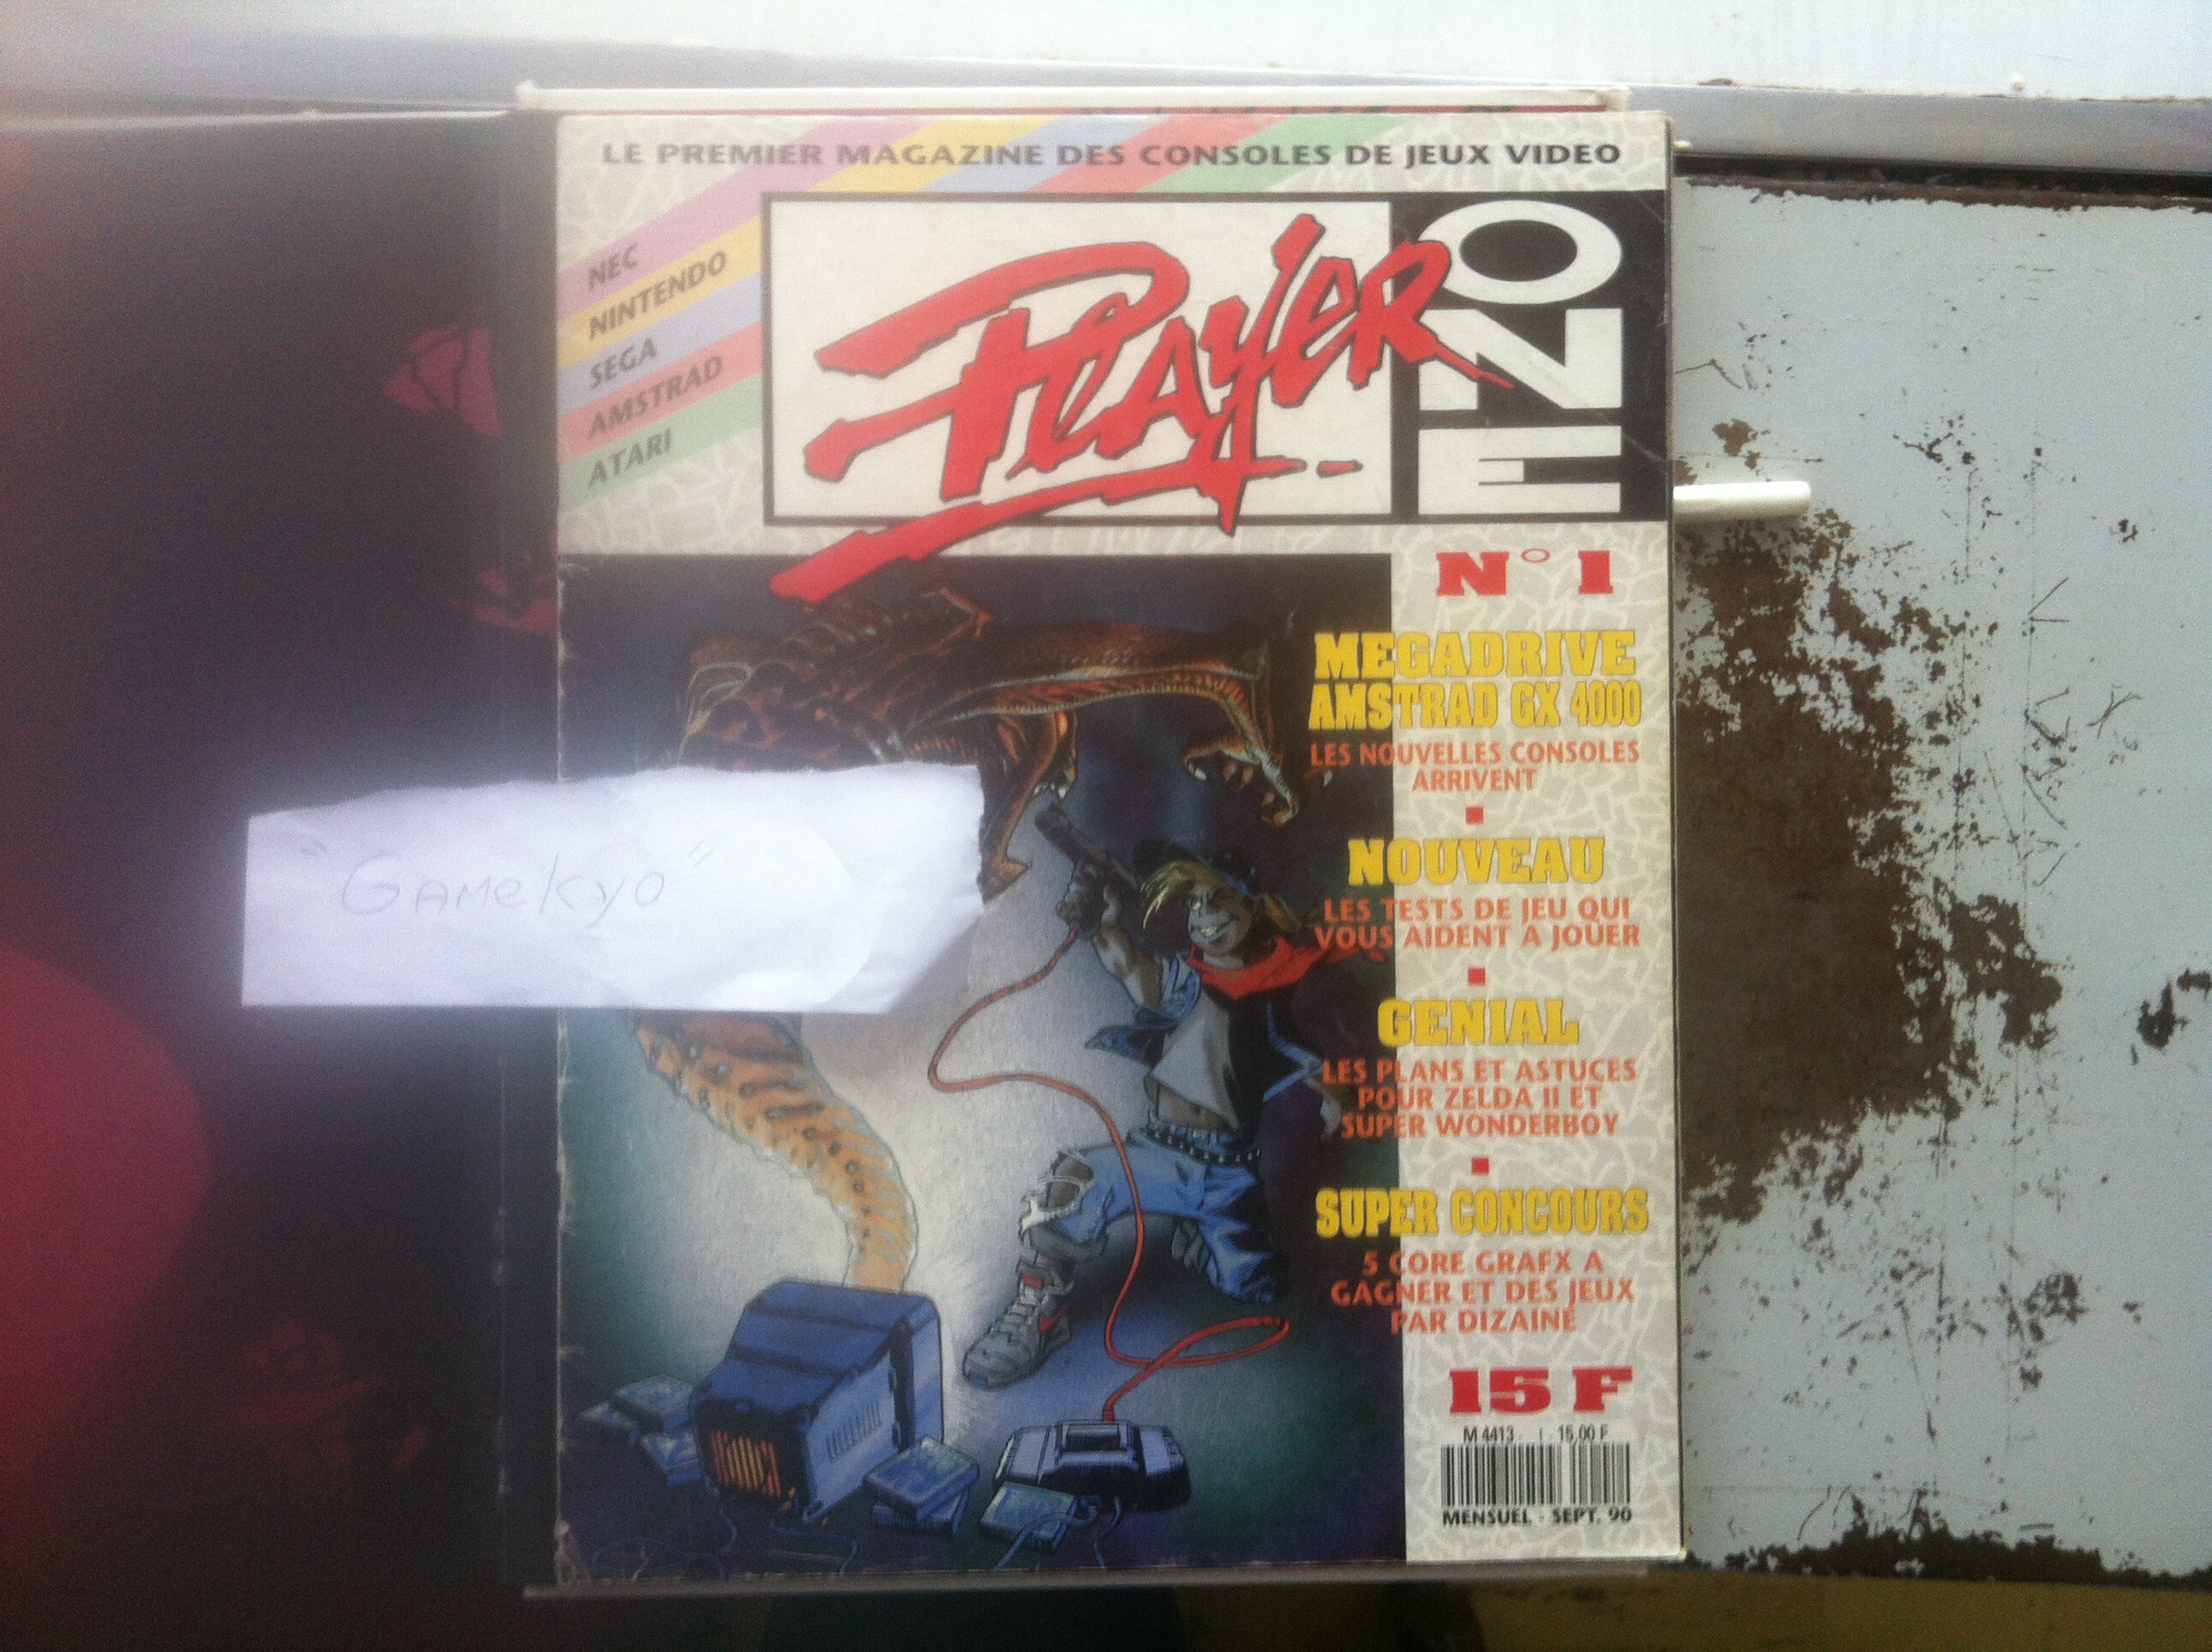 LE PREMIER MAGAZINE DES CONSOLES DE JEUX VIDEO
NEC
NINTENDO
SEGA
AMSTRAD
ATARI
PLAYER
ONE
N° 1
MEGADRIVE
AMSTRAD GX 4000
LES NOUVELLES CONSOLES
ARRIVENT
NOUVEAU
LES TESTS DE JEU QUI
VOUS AIDENT A JOUER
"GAMeKyo"
GENIAL
LES PLANS ET ASTUCES
POUR ZELDA II ET
SUPER WONDERBOY
SUPER CONCOURS
5 CORE GRAFX A
GAGNER ET DES JEUX
PAR DIZAINE
15 F
M 4413 - 1 - 15,00 F
MENSUEL - SEPT. 90